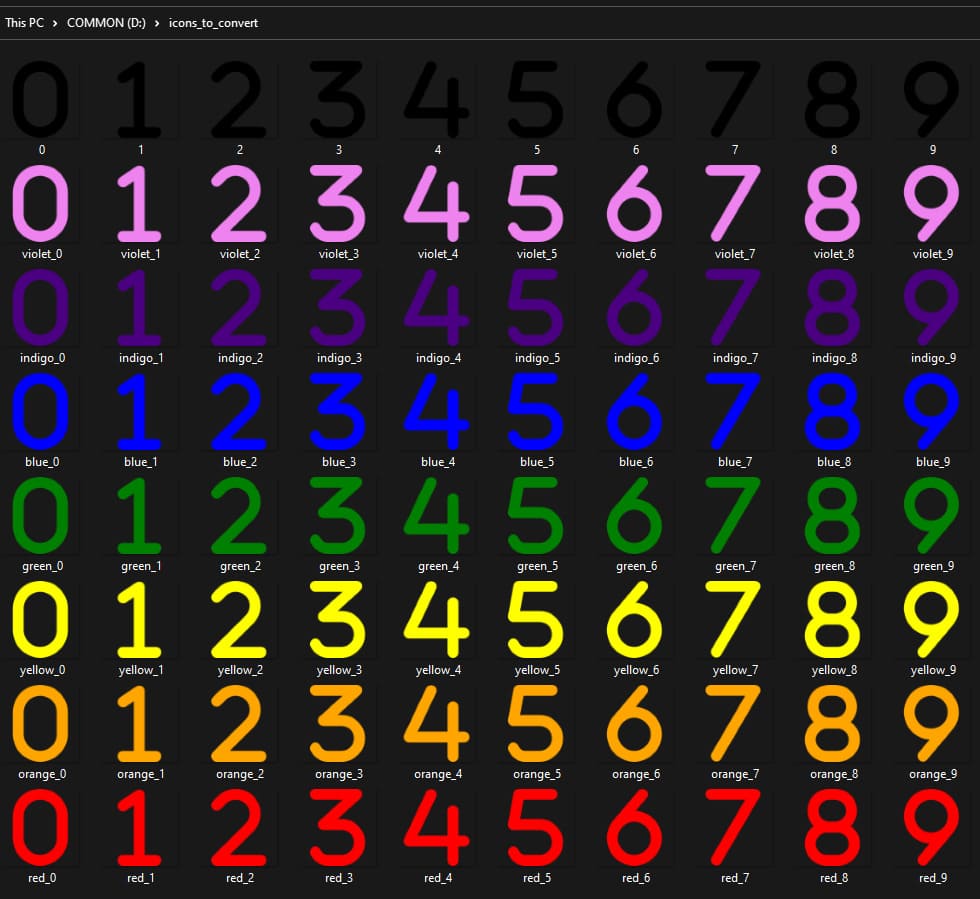 This PC > COMMON (D:) > icons_to_convert
0 1 2 3 4 5 6 7 8 9
0 1 2 3 4 5 6 7 8 9
0 1 2 3 4 5 6 7 8 9
violet_0 violet_1 violet_2 violet_3 violet_4 violet_5 violet_6 violet_7 violet_8 violet_9
0 1 2 3 4 5 6 7 8 9
indigo_0 indigo_1 indigo_2 indigo_3 indigo_4 indigo_5 indigo_6 indigo_7 indigo_8 indigo_9
0 1 2 3 4 5 6 7 8 9
blue_0 blue_1 blue_2 blue_3 blue_4 blue_5 blue_6 blue_7 blue_8 blue_9
0 1 2 3 4 5 6 7 8 9
green_0 green_1 green_2 green_3 green_4 green_5 green_6 green_7 green_8 green_9
0 1 2 3 4 5 6 7 8 9
yellow_0 yellow_1 yellow_2 yellow_3 yellow_4 yellow_5 yellow_6 yellow_7 yellow_8 yellow_9
0 1 2 3 4 5 6 7 8 9
orange_0 orange_1 orange_2 orange_3 orange_4 orange_5 orange_6 orange_7 orange_8 orange_9
0 1 2 3 4 5 6 7 8 9
red_0 red_1 red_2 red_3 red_4 red_5 red_6 red_7 red_8 red_9